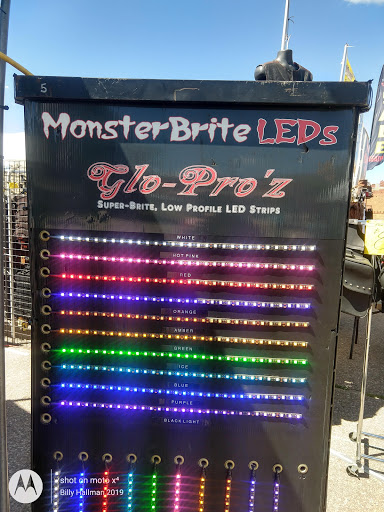 5
MonsterBrite LEDs
Glo-Pro'z
Super-Brite, Low Profile LED Strips
WHITE
HOT PINK
RED
ORANGE
AMBER
GREEN
ICE
BLUE
PURPLE
BLACKLIGHT
shot on moto x4
Billy Hallman 2019